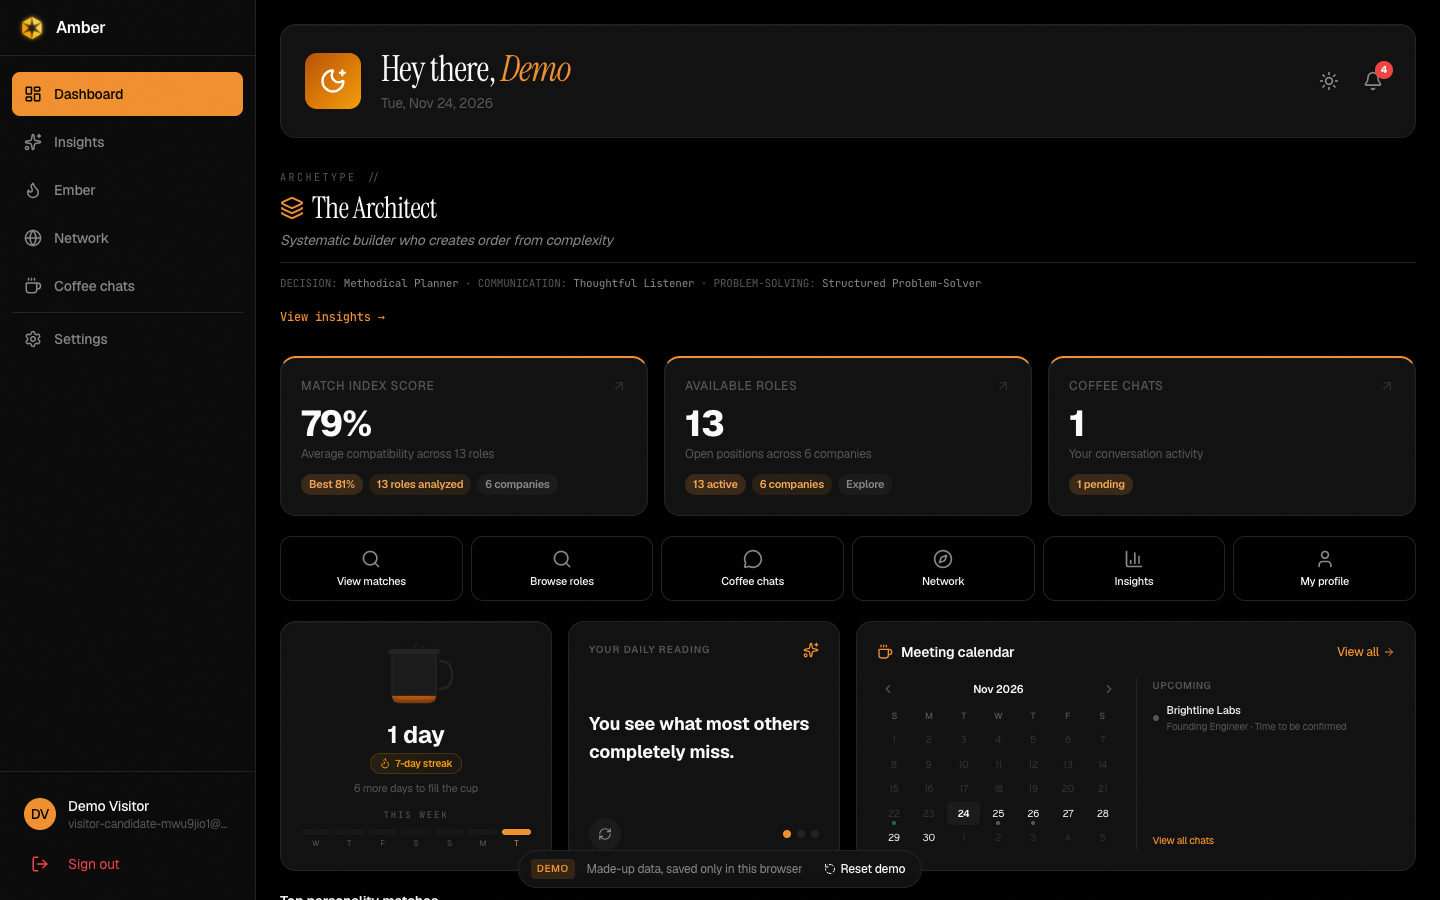 Amber
Dashboard
Insights
Ember
Network
Coffee chats
Settings
Demo Visitor
visitor-candidate-mwu9jio1@...
DV
Sign out
Hey there, Demo
Tue, Nov 24, 2026
4
ARCHETYPE //
The Architect
Systematic builder who creates order from complexity
DECISION: Methodical Planner · COMMUNICATION: Thoughtful Listener · PROBLEM-SOLVING: Structured Problem-Solver
View insights →
MATCH INDEX SCORE
79%
Average compatibility across 13 roles
Best 81% 13 roles analyzed 6 companies
AVAILABLE ROLES
13
Open positions across 6 companies
13 active 6 companies Explore
COFFEE CHATS
1
Your conversation activity
1 pending
View matches
Browse roles
Coffee chats
Network
Insights
My profile
1 day
7-day streak
6 more days to fill the cup
THIS WEEK
W T F S S M T
YOUR DAILY READING
You see what most others
completely miss.
Meeting calendar
View all →
Nov 2026
S M T W T F S
1 2 3 4 5 6 7
8 9 10 11 12 13 14
15 16 17 18 19 20 21
22 23 24 25 26 27 28
29 30 1 2 3 4 5
UPCOMING
Brightline Labs
Founding Engineer · Time to be confirmed
View all chats
DEMO Made-up data, saved only in this browser Reset demo
Top personality matches